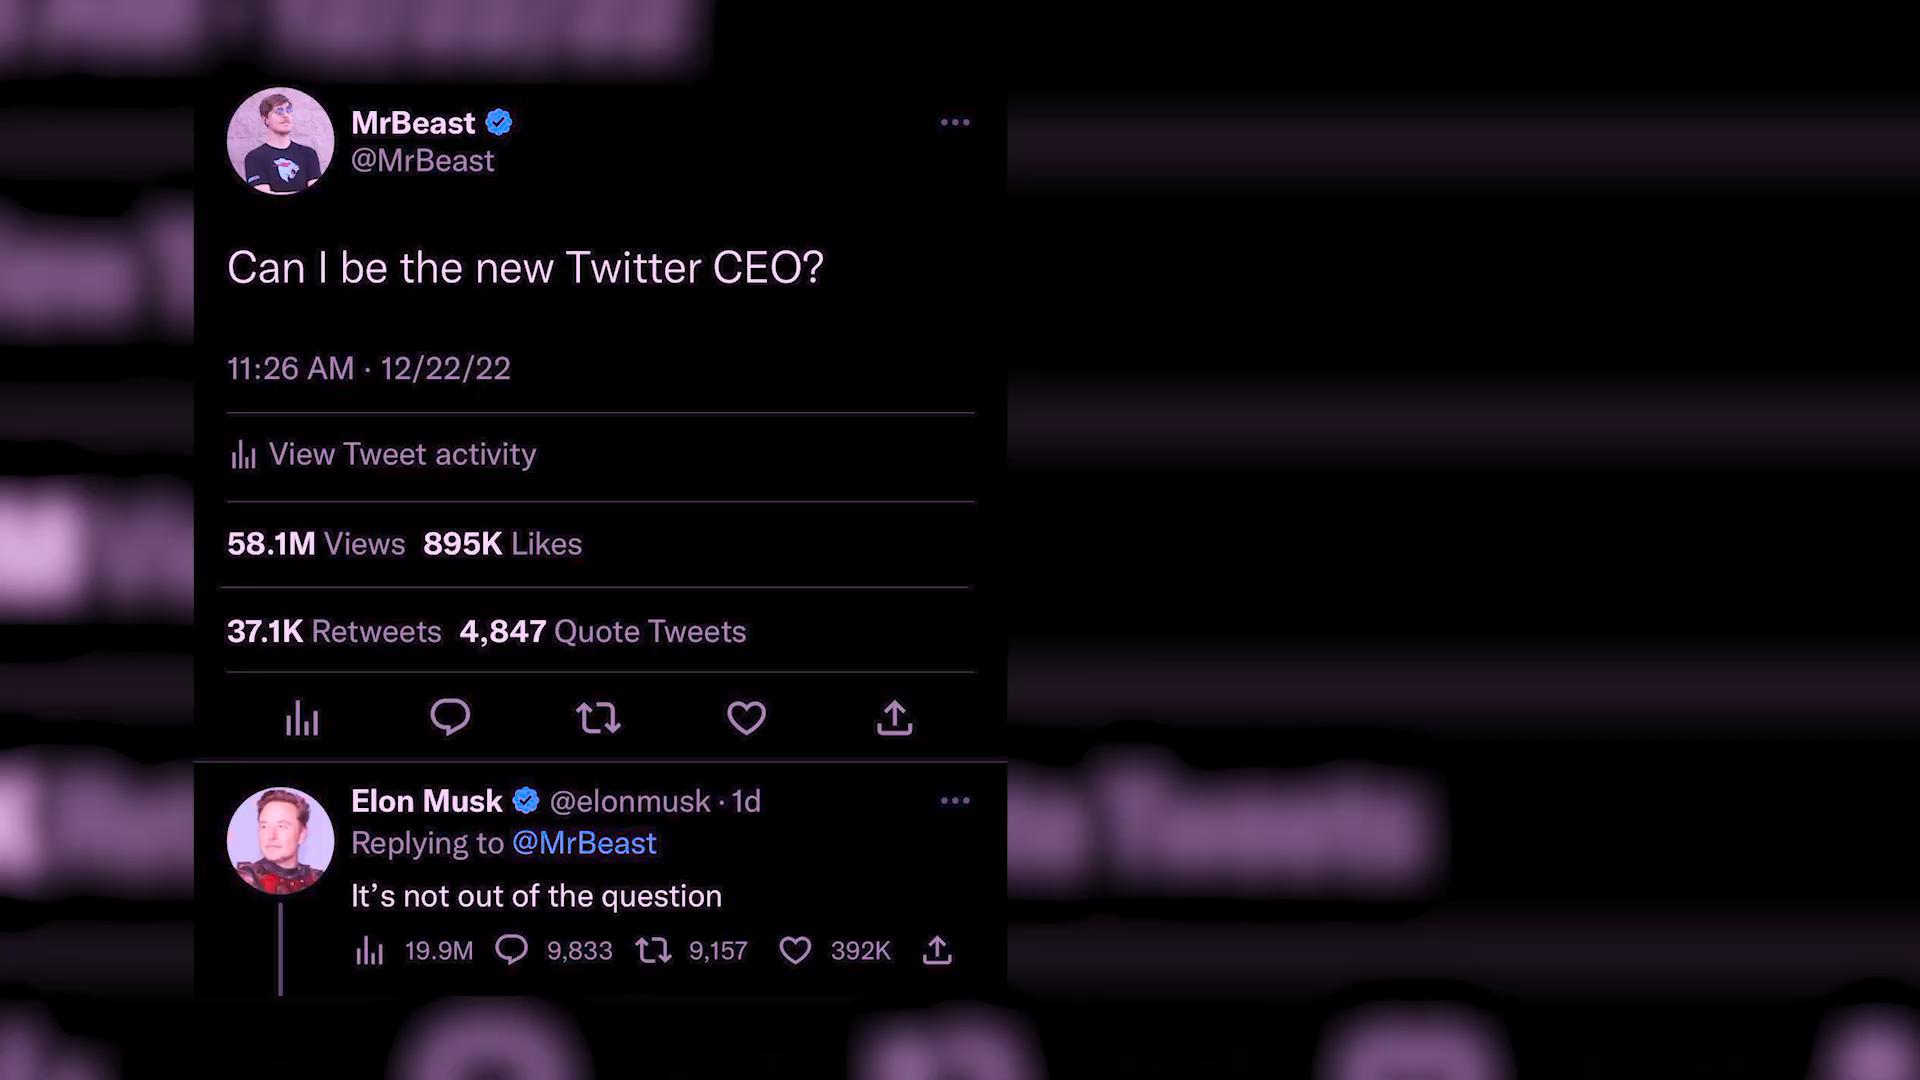 MrBeast
@MrBeast
Can I be the new Twitter CEO?
11:26 AM · 12/22/22
View Tweet activity
58.1M Views 895K Likes
37.1K Retweets 4,847 Quote Tweets
Elon Musk @elonmusk · 1d
Replying to @MrBeast
It’s not out of the question
19.9M 9,833 9,157 392K